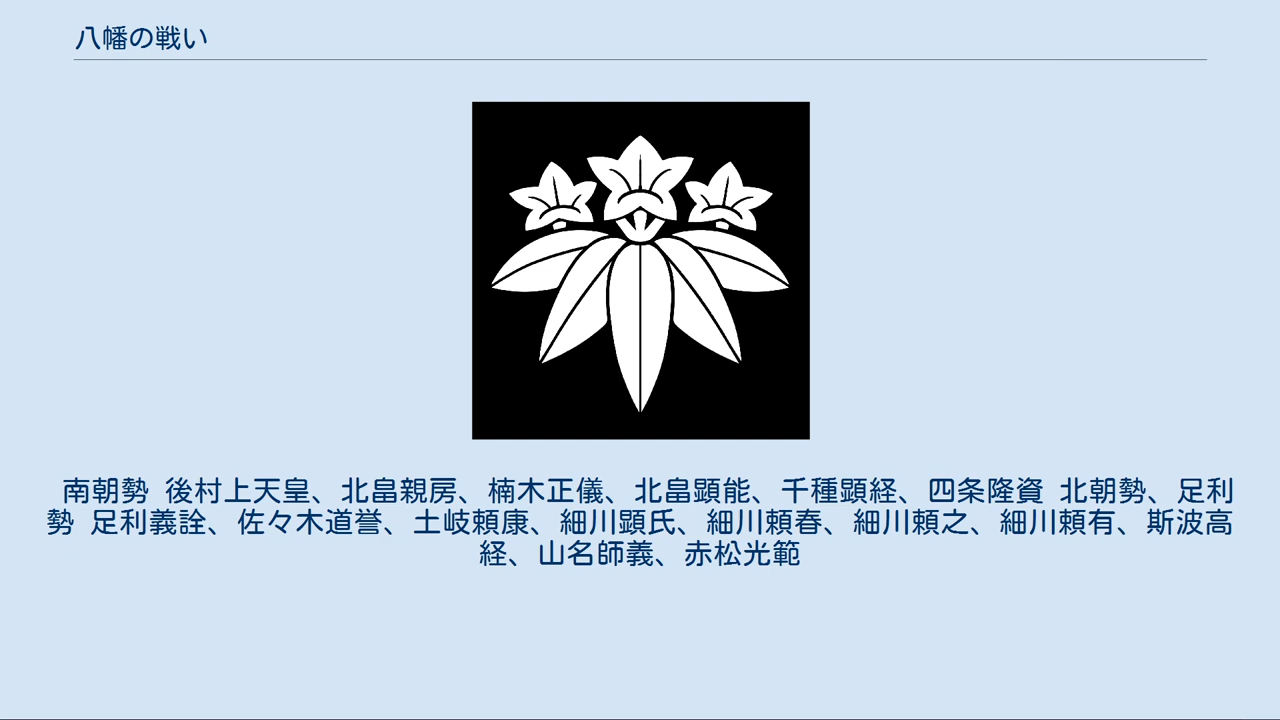 八幡の戦い
南朝勢 後村上天皇、北畠親房、楠木正儀、北畠顕能、千種顕経、四条隆資 北朝勢、足利
勢 足利義詮、佐々木道誉、土岐頼康、細川顕氏、細川頼春、細川頼之、細川頼有、斯波高
経、山名師義、赤松光範